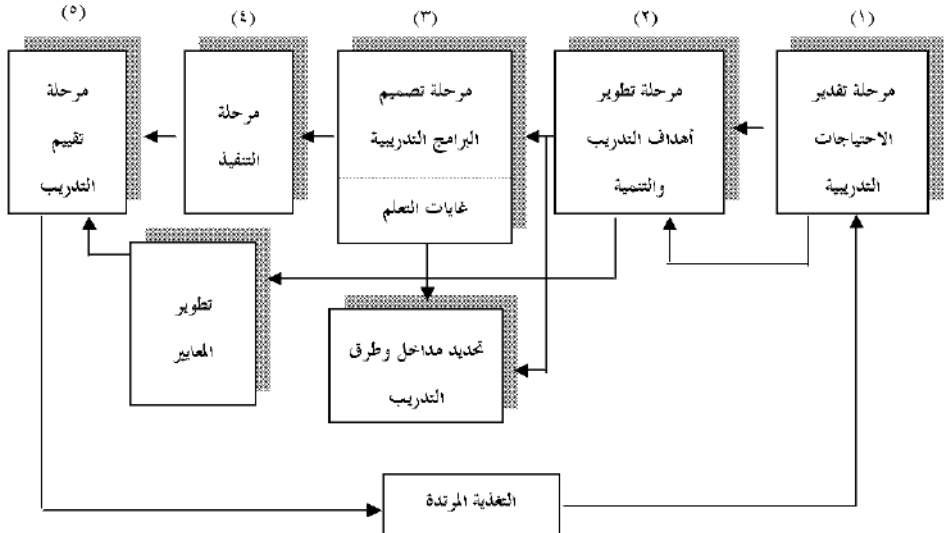 (١)
مرحلة تقدير
الاحتياجات
التدريبية
(٢)
مرحلة تطوير
أهداف التدريب
والتنمية
(٣)
مرحلة تصميم
البرامج التدريبية
غايات التعلم
(٤)
مرحلة
التنفيذ
(٥)
مرحلة
تقييم
التدريب
تطوير
المعايير
تحديد مداخل وطرق
التدريب
التغذية المرتدة